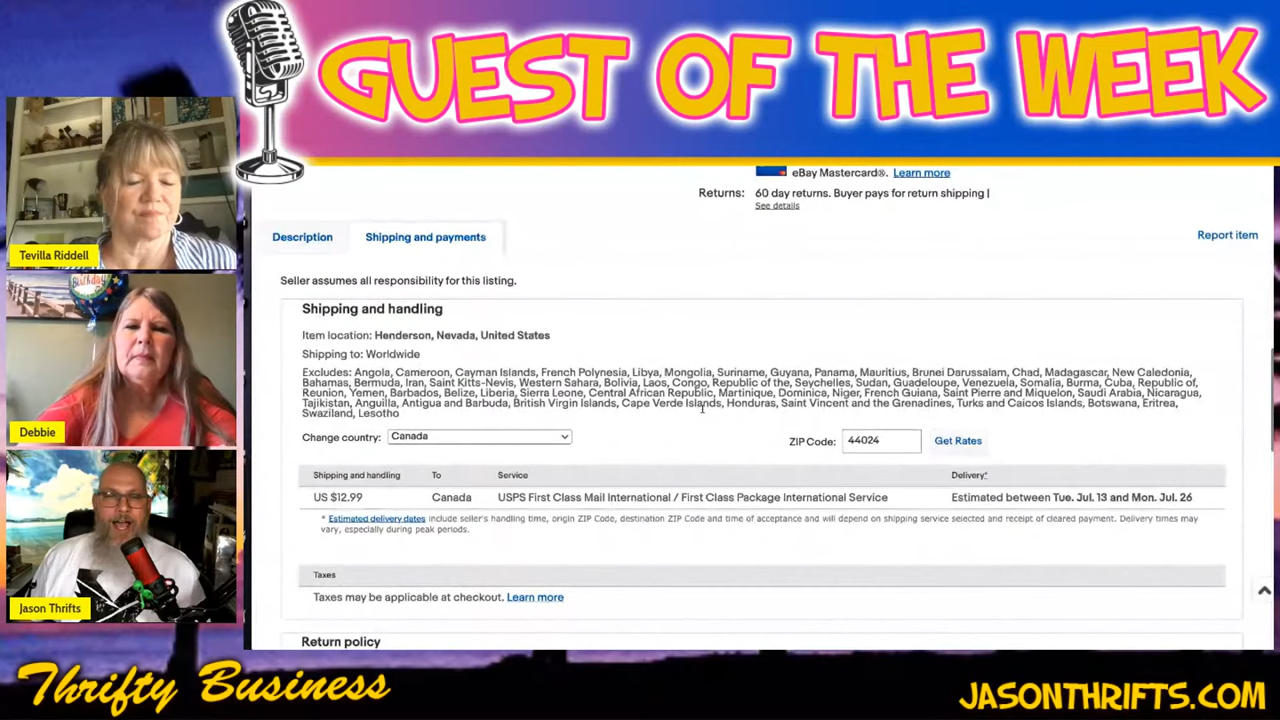 GUEST OF THE WEEK
eBay Mastercard®. Learn more
Returns: 60 day returns. Buyer pays for return shipping |
See details
Description
Shipping and payments
Report item
Seller assumes all responsibility for this listing.
Shipping and handling
Item location: Henderson, Nevada, United States
Shipping to: Worldwide
Excludes: Angola, Cameroon, Cayman Islands, French Polynesia, Libya, Mongolia, Suriname, Guyana, Panama, Mauritius, Brunei Darussalam, Chad, Madagascar, New Caledonia,
Bahamas, Bermuda, Iran, Saint Kitts-Nevis, Western Sahara, Bolivia, Laos, Congo, Republic of the, Seychelles, Sudan, Guadeloupe, Venezuela, Somalia, Burma, Cuba, Republic of,
Reunion, Yemen, Barbados, Belize, Liberia, Sierra Leone, Central African Republic, Martinique, Dominica, Niger, French Guiana, Saint Pierre and Miquelon, Saudi Arabia, Nicaragua,
Tajikistan, Anguilla, Antigua and Barbuda, British Virgin Islands, Cape Verde Islands, Honduras, Saint Vincent and the Grenadines, Turks and Caicos Islands, Botswana, Eritrea,
Swaziland, Lesotho
Change country: Canada
ZIP Code: 44024 Get Rates
Shipping and handling To Service Delivery*
US $12.99 Canada USPS First Class Mail International / First Class Package International Service Estimated between Tue. Jul. 13 and Mon. Jul. 26
* Estimated delivery dates include seller's handling time, origin ZIP Code, destination ZIP Code and time of acceptance and will depend on shipping service selected and receipt of cleared payment. Delivery times may
vary, especially during peak periods.
Taxes
Taxes may be applicable at checkout. Learn more
Return policy
Birthday
Tevilla Riddell
Debbie
Jason Thrifts
Thrifty Business
JASONTHRIFTS.COM